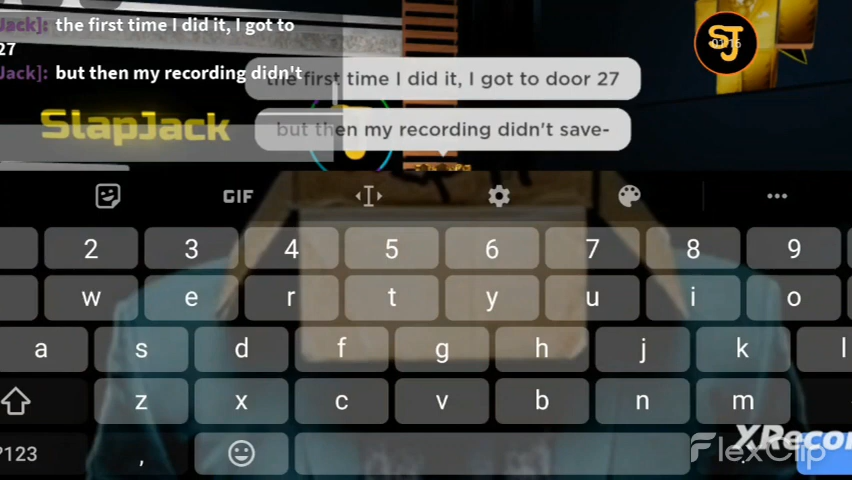 Jack]: the first time I did it, I got to
27
Jack]: but then my recording didn't
the first time I did it, I got to door 27
but then my recording didn't save-
SJ
SlapJack
GIF
2 3 4 5 6 7 8 9
w e r t y u i o
a s d f g h j k l
z x c v b n m
?123 , .
XRecor
FlexClip